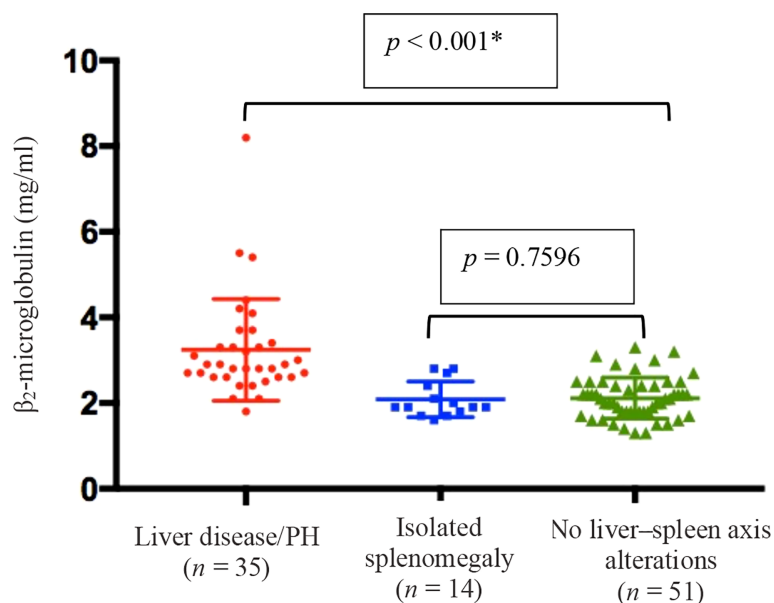 p < 0.001*
10
8
6
4
2
0
β2-microglobulin (mg/ml)
p = 0.7596
Liver disease/PH
(n = 35)
Isolated
splenomegaly
(n = 14)
No liver–spleen axis
alterations
(n = 51)